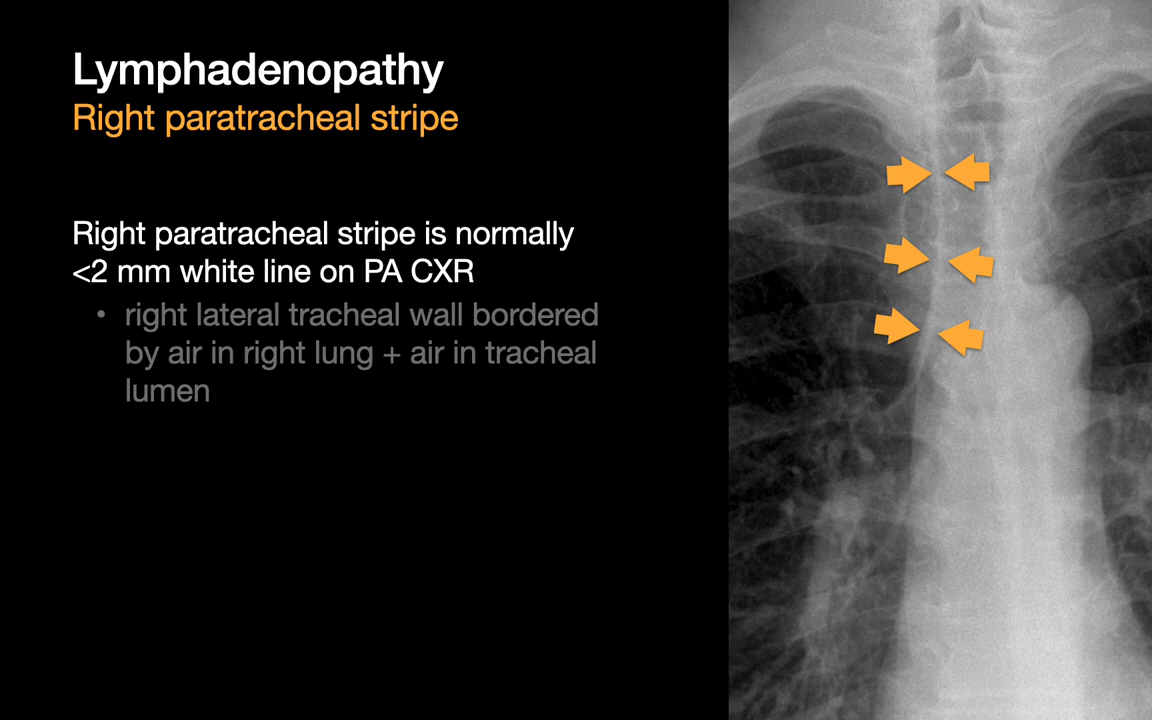 Lymphadenopathy
Right paratracheal stripe
Right paratracheal stripe is normally
<2 mm white line on PA CXR
• right lateral tracheal wall bordered
by air in right lung + air in tracheal
lumen